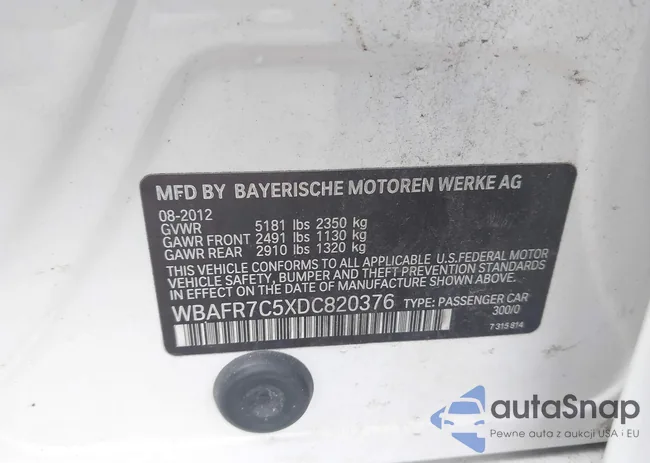 MFD BY BAYERISCHE MOTOREN WERKE AG
08-2012
GVWR 5181 lbs 2350 kg
GAWR FRONT 2491 lbs 1130 kg
GAWR REAR 2910 lbs 1320 kg
THIS VEHICLE CONFORMS TO ALL APPLICABLE U.S.FEDERAL MOTOR
VEHICLE SAFETY, BUMPER AND THEFT PREVENTION STANDARDS IN
EFFECT ON THE DATE OF MANUFACTURE SHOWN ABOVE.
WBAFR7C5XDC820376 TYPE: PASSENGER CAR
300/0
7 315 814
autaSnap
Pewne auta z aukcji USA i EU